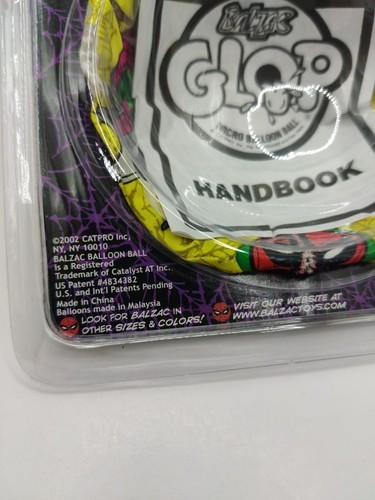 Balzac
GLOP
MICRO BALLOON BALL
HANDBOOK
©2002 CATPRO Inc.
NY, NY 10010
BALZAC BALLOON BALL
Is a Registered
Trademark of Catalyst AT Inc.
US Patent #4834382
U.S. and Int'l Patents Pending
Made in China
Balloons made in Malaysia
LOOK FOR BALZAC IN
OTHER SIZES & COLORS!
VISIT OUR WEBSITE AT
WWW.BALZACTOYS.COM